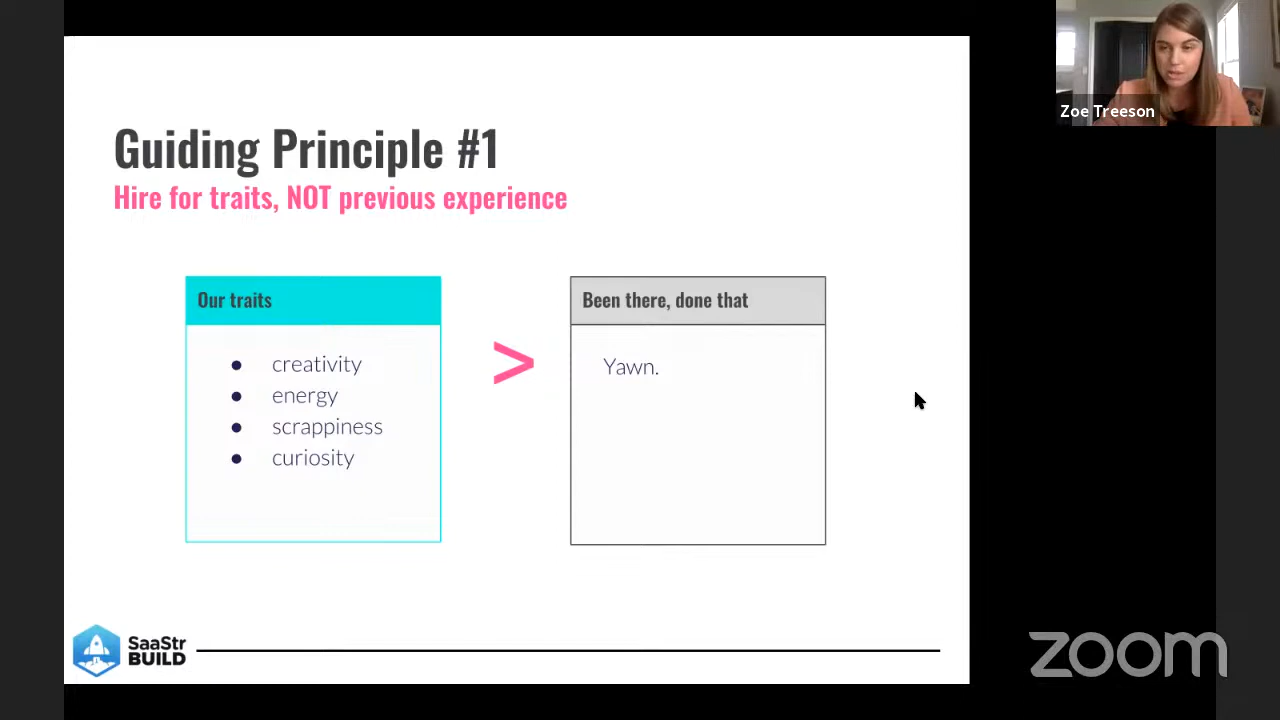 Zoe Treeson
Guiding Principle #1
Hire for traits, NOT previous experience
Our traits
• creativity
• energy
• scrappiness
• curiosity
>
Been there, done that
Yawn.
SaaStr
BUILD
zoom